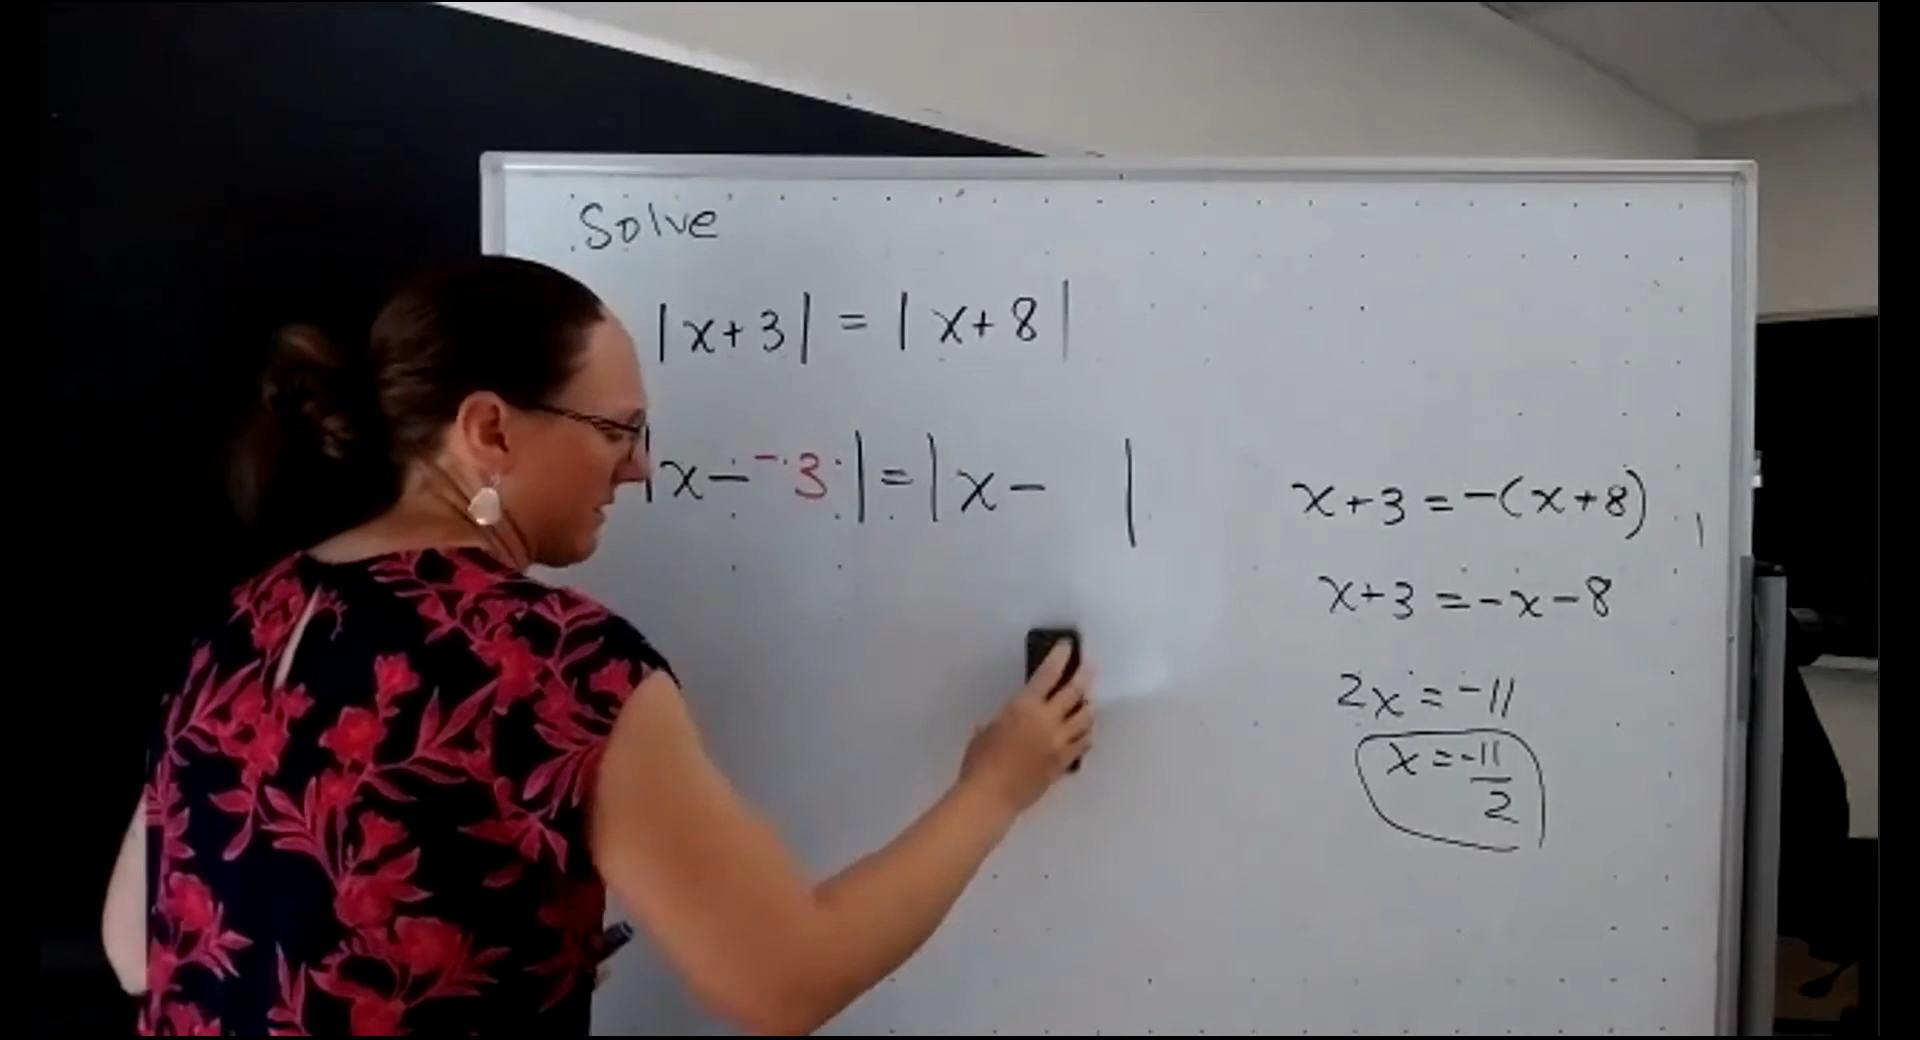 Solve
|x+3| = |x+8|
|x- -3| = |x- |
x+3 = -(x+8)
x+3 = -x-8
2x = -11
x = -11/2